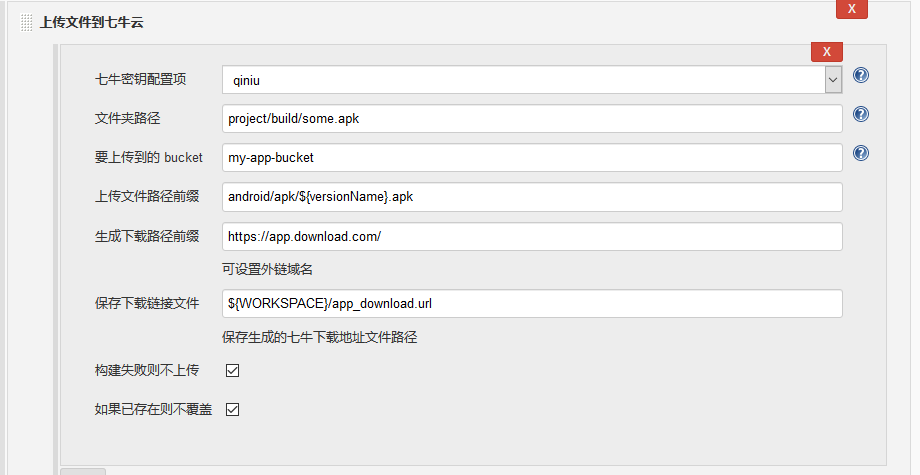 X
上传文件到七牛云
X
七牛密钥配置项 qiniu ?
文件夹路径 project/build/some.apk ?
要上传到的 bucket my-app-bucket ?
上传文件路径前缀 android/apk/${versionName}.apk
生成下载路径前缀 https://app.download.com/
可设置外链域名
保存下载链接文件 ${WORKSPACE}/app_download.url
保存生成的七牛下载地址文件路径
构建失败则不上传
如果已存在则不覆盖